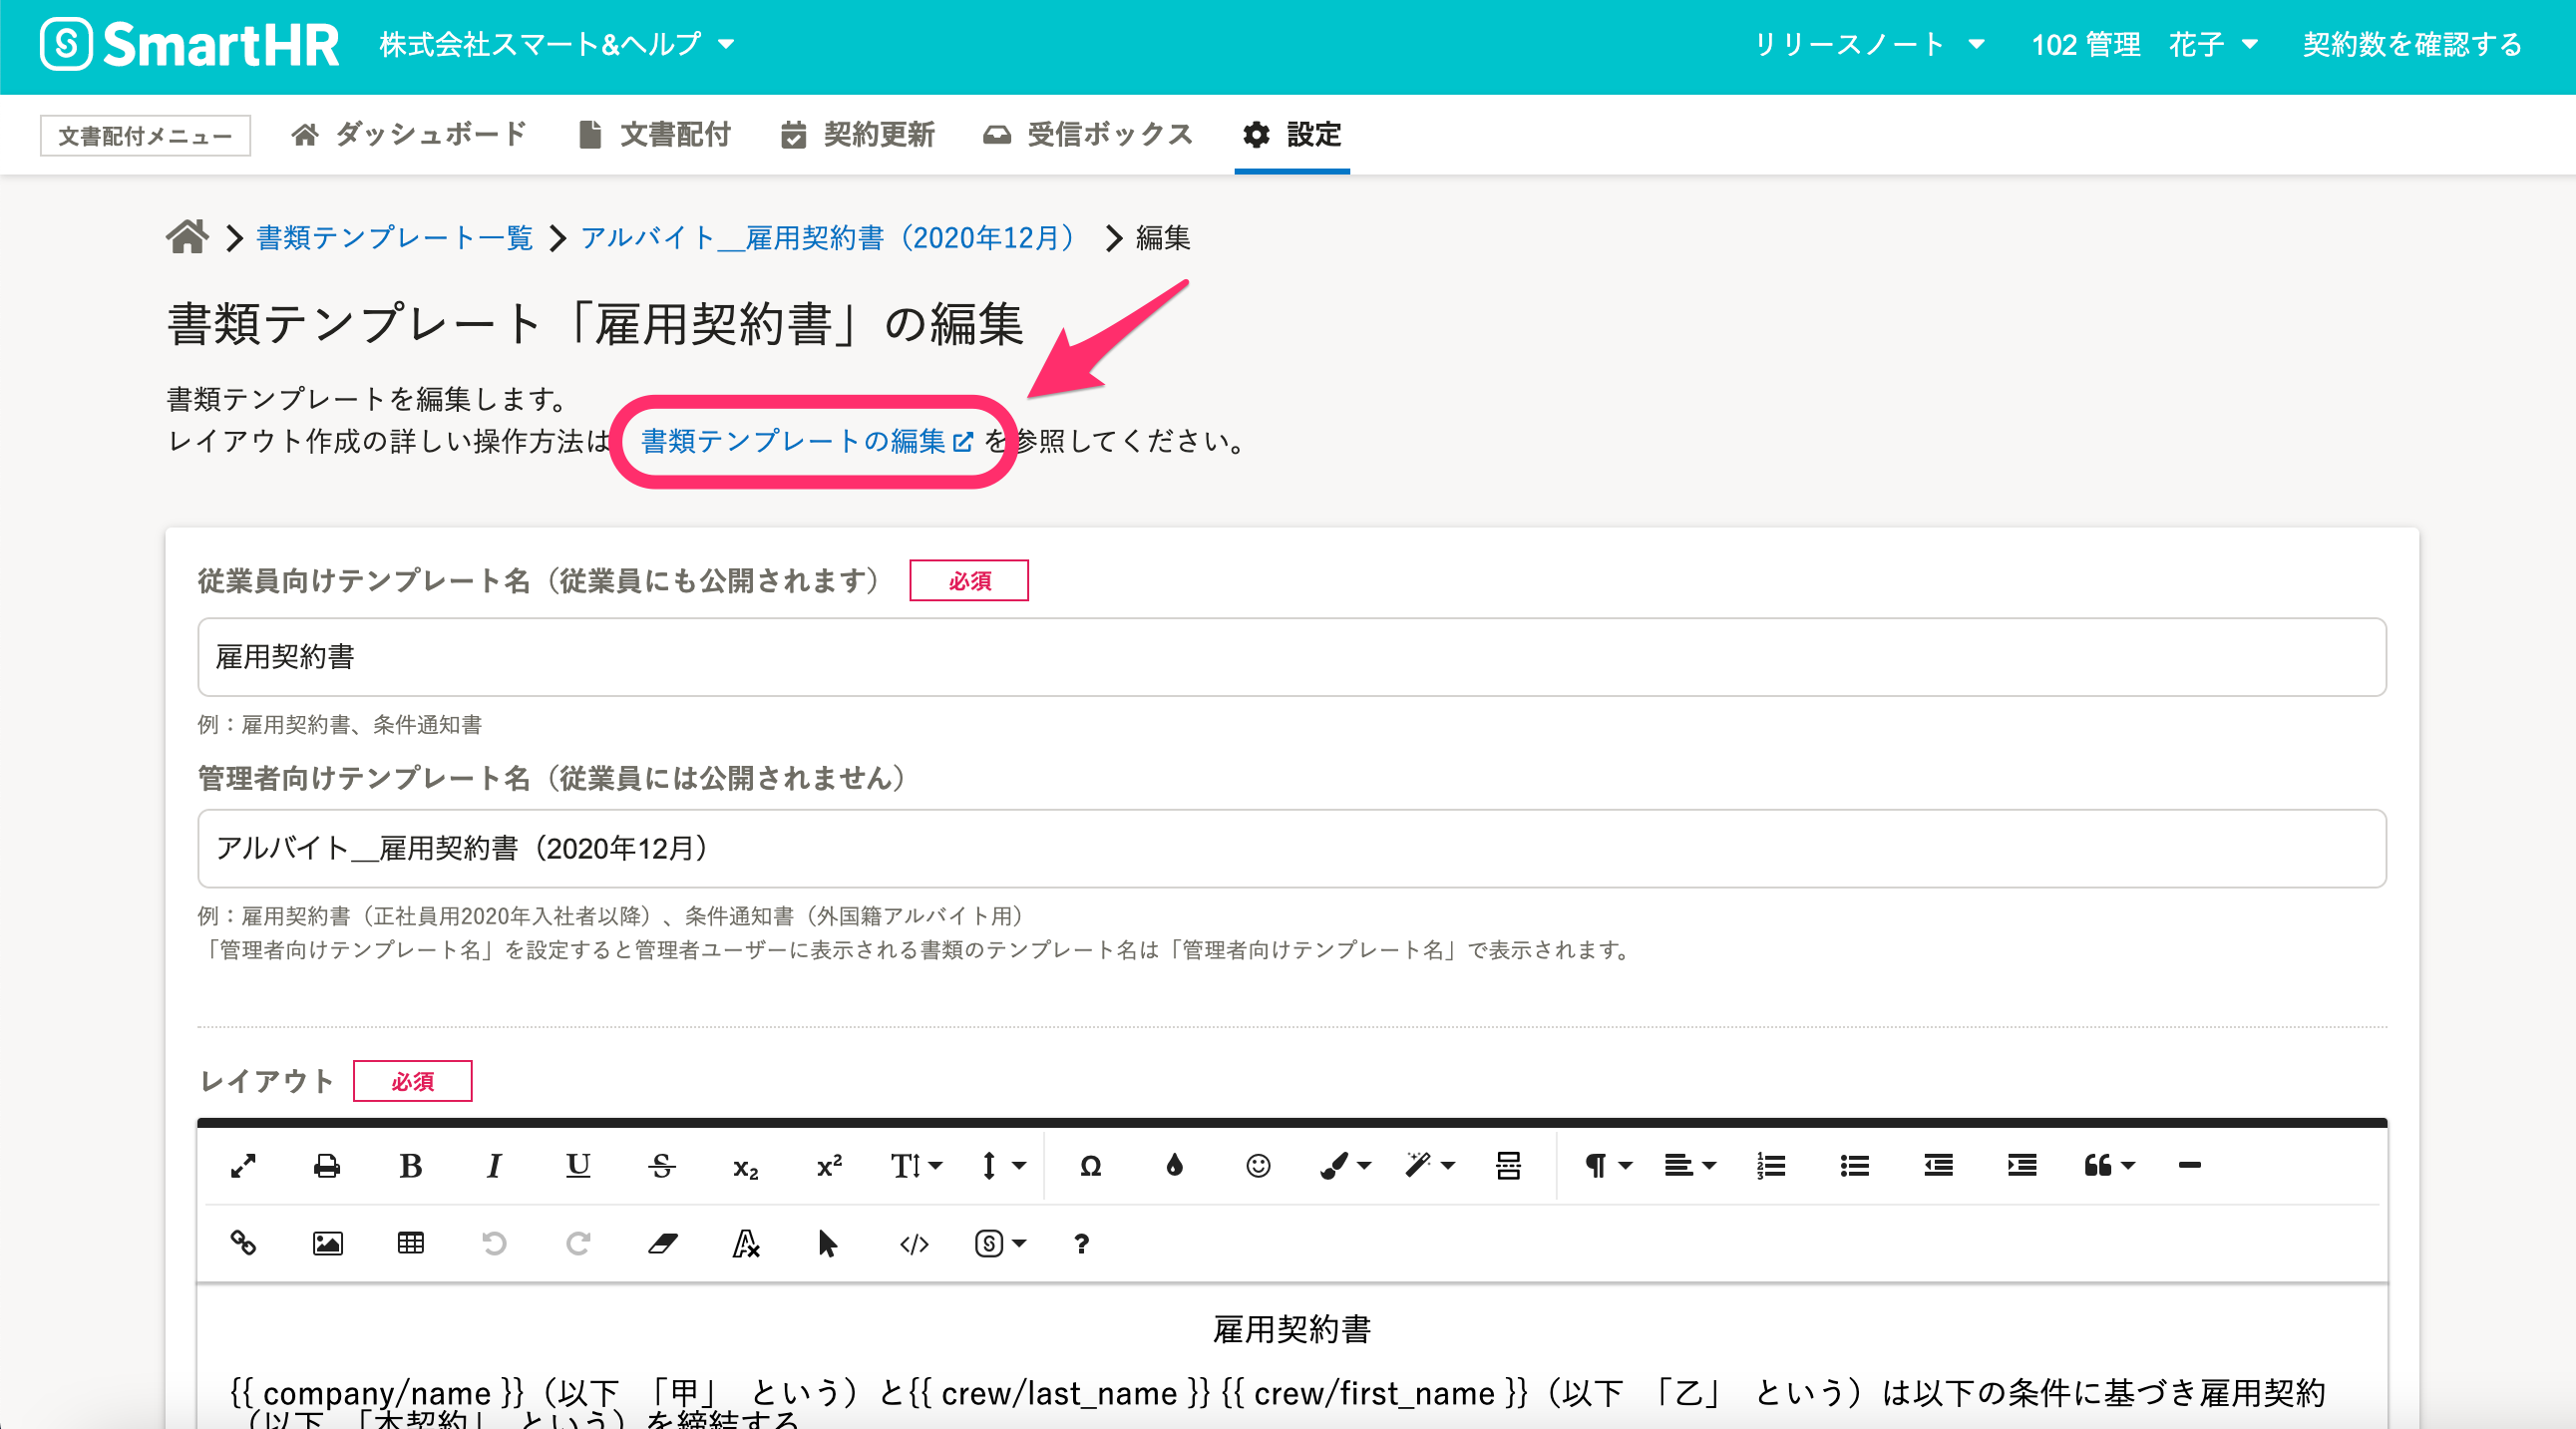 SmartHR 株式会社スマート&ヘルプ リリースノート 102 管理 花子 契約数を確認する
文書配付メニュー ダッシュボード 文書配付 契約更新 受信ボックス 設定
書類テンプレート一覧 アルバイト__雇用契約書（2020年12月） 編集
書類テンプレート「雇用契約書」の編集
書類テンプレートを編集します。
レイアウト作成の詳しい操作方法は 書類テンプレートの編集 を参照してください。
従業員向けテンプレート名（従業員にも公開されます） 必須
雇用契約書
例：雇用契約書、条件通知書
管理者向けテンプレート名（従業員には公開されません）
アルバイト__雇用契約書（2020年12月）
例：雇用契約書（正社員用2020年入社者以降）、条件通知書（外国籍アルバイト用）
「管理者向けテンプレート名」を設定すると管理者ユーザーに表示される書類のテンプレート名は「管理者向けテンプレート名」で表示されます。
レイアウト 必須
雇用契約書
{{ company/name }}（以下 「甲」 という）と{{ crew/last_name }} {{ crew/first_name }}（以下 「乙」 という）は以下の条件に基づき雇用契約
（以下 「本契約」 という）を締結する